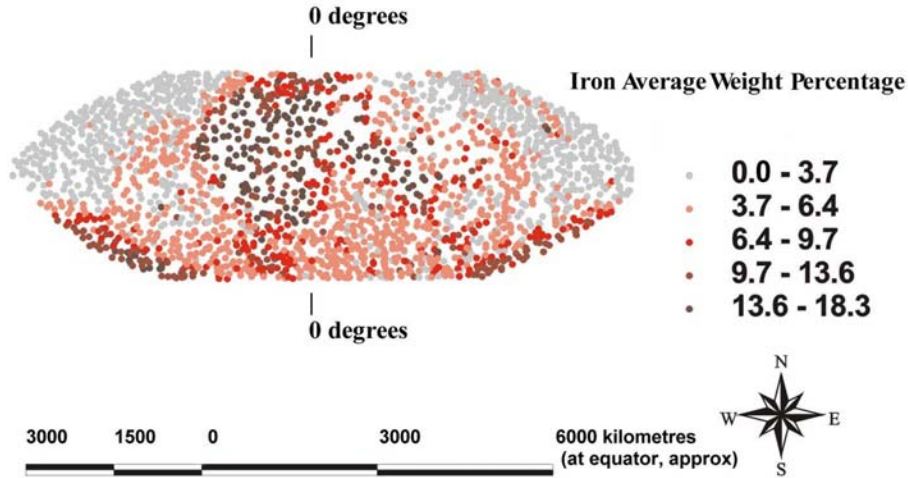 0 degrees
Iron Average Weight Percentage
0.0 - 3.7
3.7 - 6.4
6.4 - 9.7
9.7 - 13.6
13.6 - 18.3
0 degrees
N
W E
S
3000 1500 0 3000 6000 kilometres
(at equator, approx)